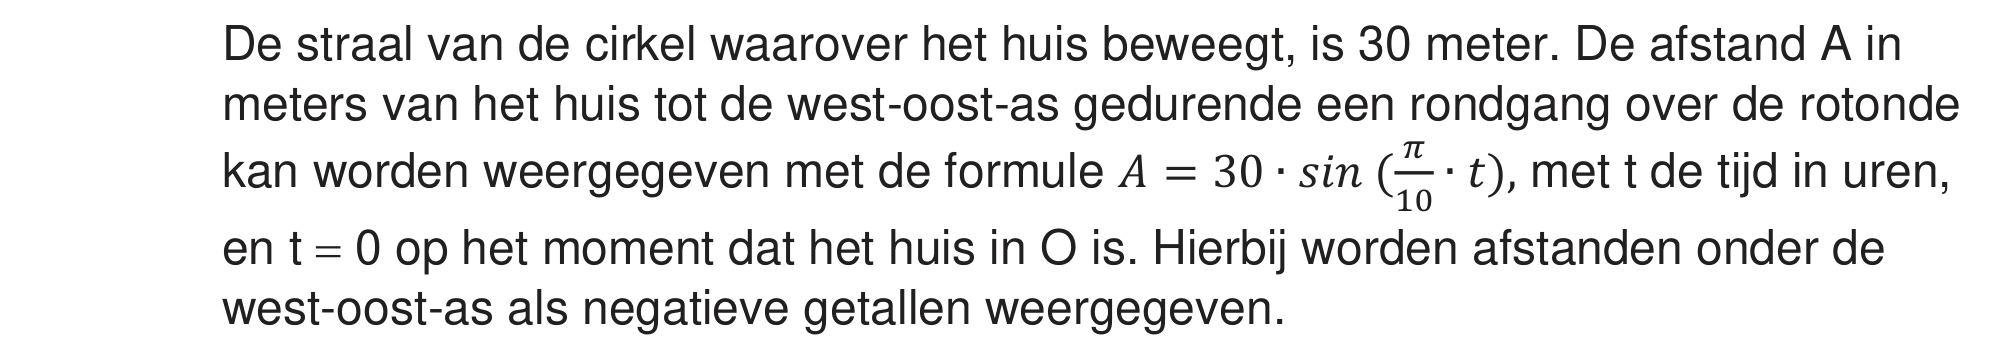 De straal van de cirkel waarover het huis beweegt, is 30 meter. De afstand A in
meters van het huis tot de west-oost-as gedurende een rondgang over de rotonde
kan worden weergegeven met de formule A = 30 · sin (π/10 · t), met t de tijd in uren,
en t = 0 op het moment dat het huis in O is. Hierbij worden afstanden onder de
west-oost-as als negatieve getallen weergegeven.